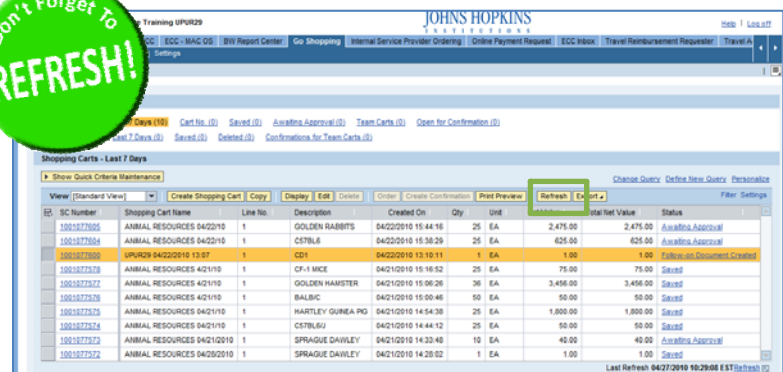 Don't Forget To
REFRESH!
Training UPUR29
JOHNS HOPKINS
INSTITUTIONS
Help | Log off
ECC - MAC OS BW Report Center Go Shopping Internal Service Provider Ordering Online Payment Request ECC Inbox Travel Reimbursement Requester Travel A
Settings
7 Days (10) Cart No. (0) Saved (0) Awaiting Approval (0) Team Carts (0) Open for Confirmation (0)
Last 7 Days (0) Saved (0) Deleted (0) Confirmations for Team Carts (0)
Shopping Carts - Last 7 Days
Show Quick Criteria Maintenance
Change Query Define New Query Personalize
View [Standard View] Create Shopping Cart Copy Display Edit Delete Order Create Confirmation Print Preview Refresh Export Filter Settings
SC Number Shopping Cart Name Line No. Description Created On Qty Unit Total Net Value Status
1001077605 ANIMAL RESOURCES 04/22/10 1 GOLDEN RABBITS 04/22/2010 15:44:16 25 EA 2,475.00 2,475.00 Awaiting Approval
1001077604 ANIMAL RESOURCES 04/22/10 1 C57BL6 04/22/2010 15:38:29 25 EA 625.00 625.00 Awaiting Approval
1001077600 UPUR29 04/22/2010 13:07 1 CD1 04/22/2010 13:10:11 1 EA 1.00 1.00 Follow-on Document Created
1001077578 ANIMAL RESOURCES 4/21/10 1 CF-1 MICE 04/21/2010 15:16:52 25 EA 75.00 75.00 Saved
1001077577 ANIMAL RESOURCES 4/21/10 1 GOLDEN HAMSTER 04/21/2010 15:06:26 36 EA 3,456.00 3,456.00 Saved
1001077576 ANIMAL RESOURCES 4/21/10 1 BALB/C 04/21/2010 15:00:46 50 EA 50.00 50.00 Saved
1001077575 ANIMAL RESOURCES 04/21/10 1 HARTLEY GUINEA PIG 04/21/2010 14:54:38 25 EA 1,800.00 1,800.00 Saved
1001077574 ANIMAL RESOURCES 04/21/10 1 C57BL6/J 04/21/2010 14:44:12 25 EA 50.00 50.00 Saved
1001077573 ANIMAL RESOURCES 04/21/2010 1 SPRAGUE DAWLEY 04/21/2010 14:33:48 10 EA 40.00 40.00 Awaiting Approval
1001077572 ANIMAL RESOURCES 04/28/2010 1 SPRAGUE DAWLEY 04/21/2010 14:28:02 1 EA 1.00 1.00 Saved
Last Refresh 04/27/2010 10:29:08 EST Refresh